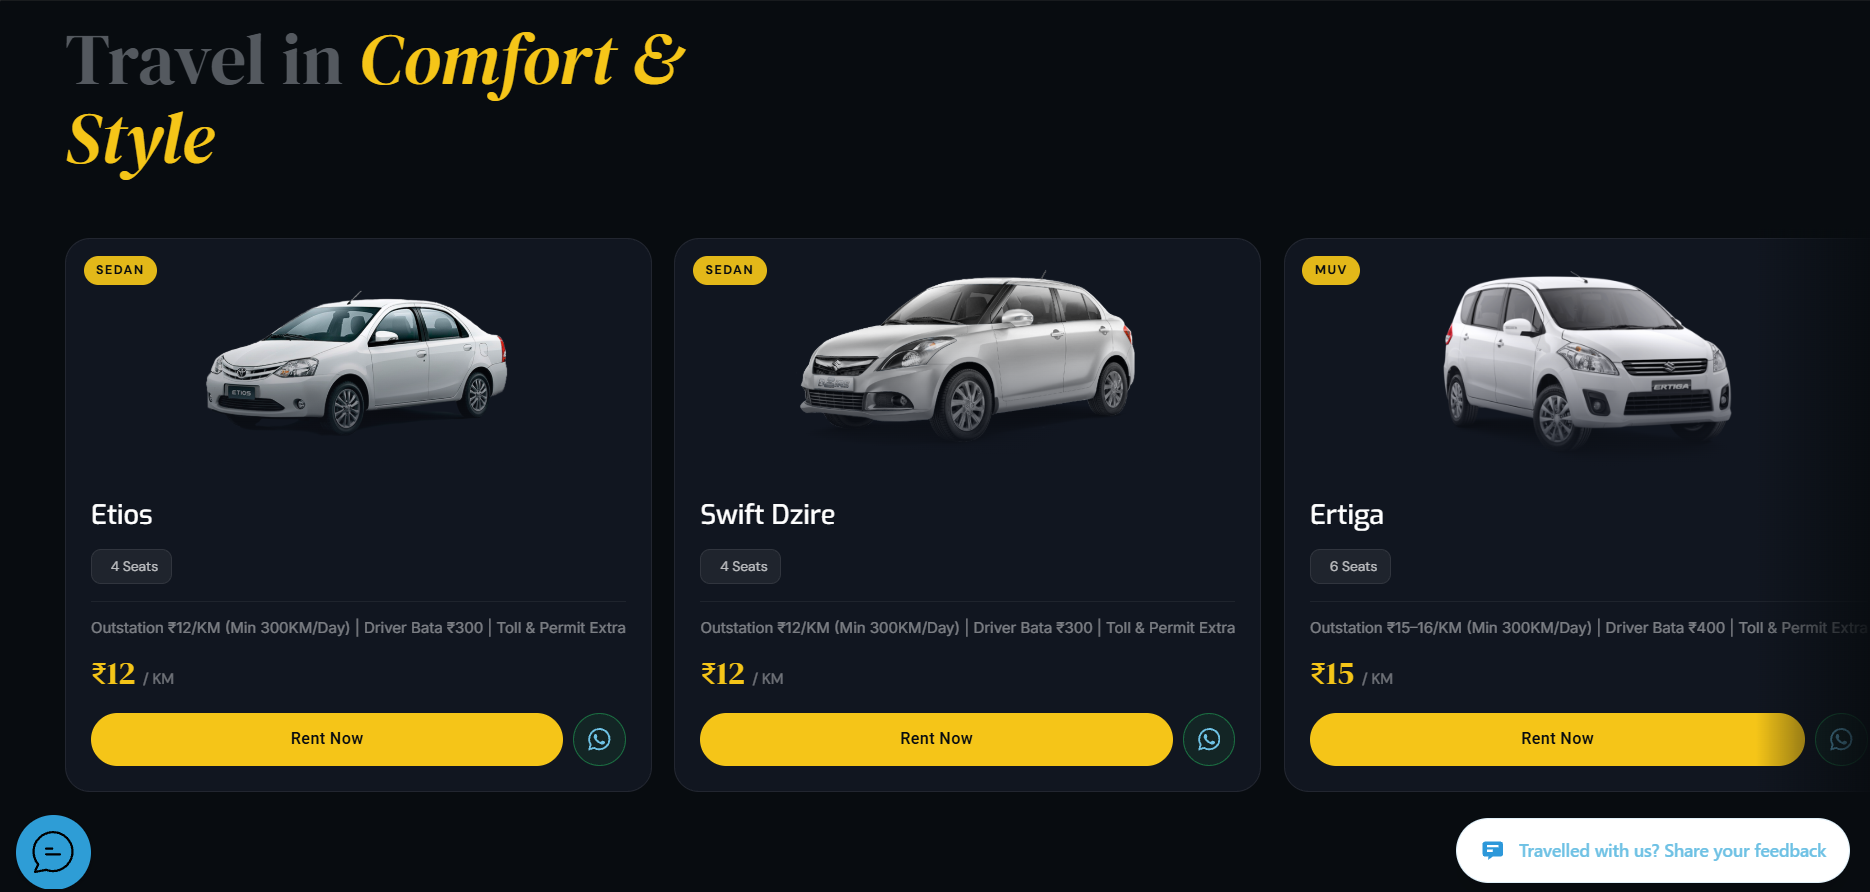 Travel in Comfort &
Style
SEDAN
ETIOS
Etios
4 Seats
Outstation ₹12/KM (Min 300KM/Day) | Driver Bata ₹300 | Toll & Permit Extra
₹12 / KM
Rent Now
SEDAN
Swift Dzire
4 Seats
Outstation ₹12/KM (Min 300KM/Day) | Driver Bata ₹300 | Toll & Permit Extra
₹12 / KM
Rent Now
MUV
ERTIGA
Ertiga
6 Seats
Outstation ₹15–16/KM (Min 300KM/Day) | Driver Bata ₹400 | Toll & Permit Extra
₹15 / KM
Rent Now
Travelled with us? Share your feedback